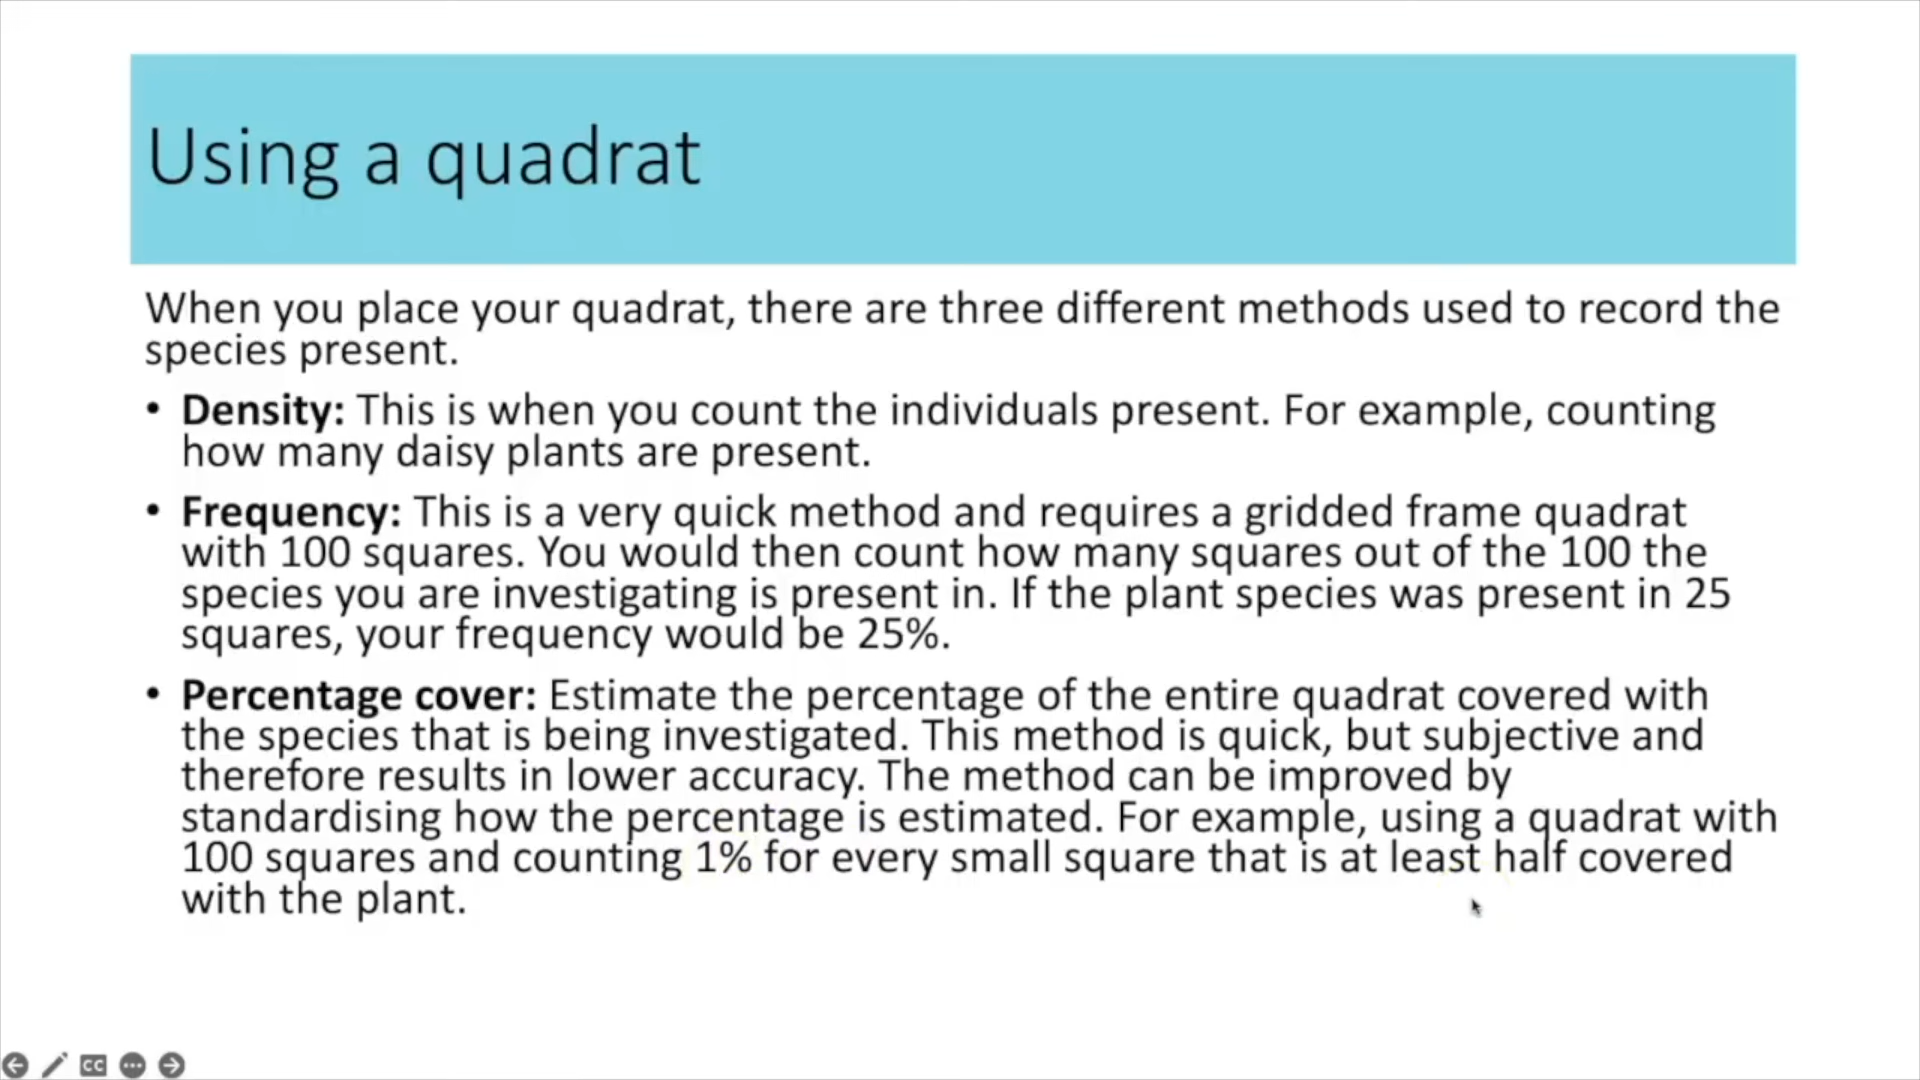 Using a quadrat
When you place your quadrat, there are three different methods used to record the
species present.
• Density: This is when you count the individuals present. For example, counting
how many daisy plants are present.
• Frequency: This is a very quick method and requires a gridded frame quadrat
with 100 squares. You would then count how many squares out of the 100 the
species you are investigating is present in. If the plant species was present in 25
squares, your frequency would be 25%.
• Percentage cover: Estimate the percentage of the entire quadrat covered with
the species that is being investigated. This method is quick, but subjective and
therefore results in lower accuracy. The method can be improved by
standardising how the percentage is estimated. For example, using a quadrat with
100 squares and counting 1% for every small square that is at least half covered
with the plant.
CC